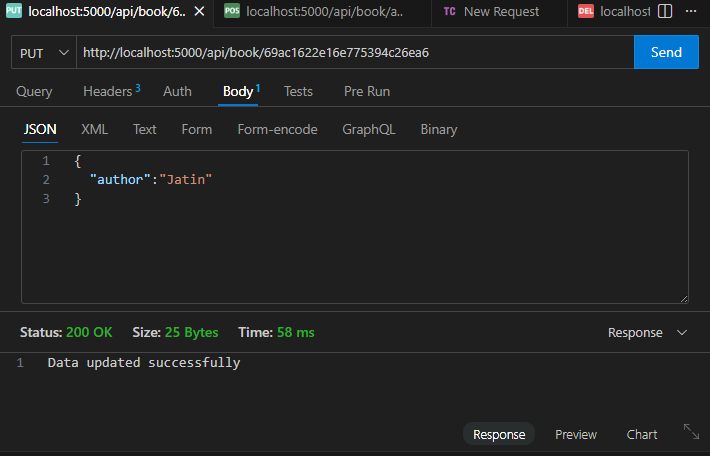 PUT localhost:5000/api/book/6.. POS localhost:5000/api/book/a.. TC New Request DEL localhost
PUT http://localhost:5000/api/book/69ac1622e16e775394c26ea6 Send
Query Headers 3 Auth Body 1 Tests Pre Run
JSON XML Text Form Form-encode GraphQL Binary
1 {
2 "author":"Jatin"
3 }
Status: 200 OK Size: 25 Bytes Time: 58 ms Response
1 Data updated successfully
Response Preview Chart